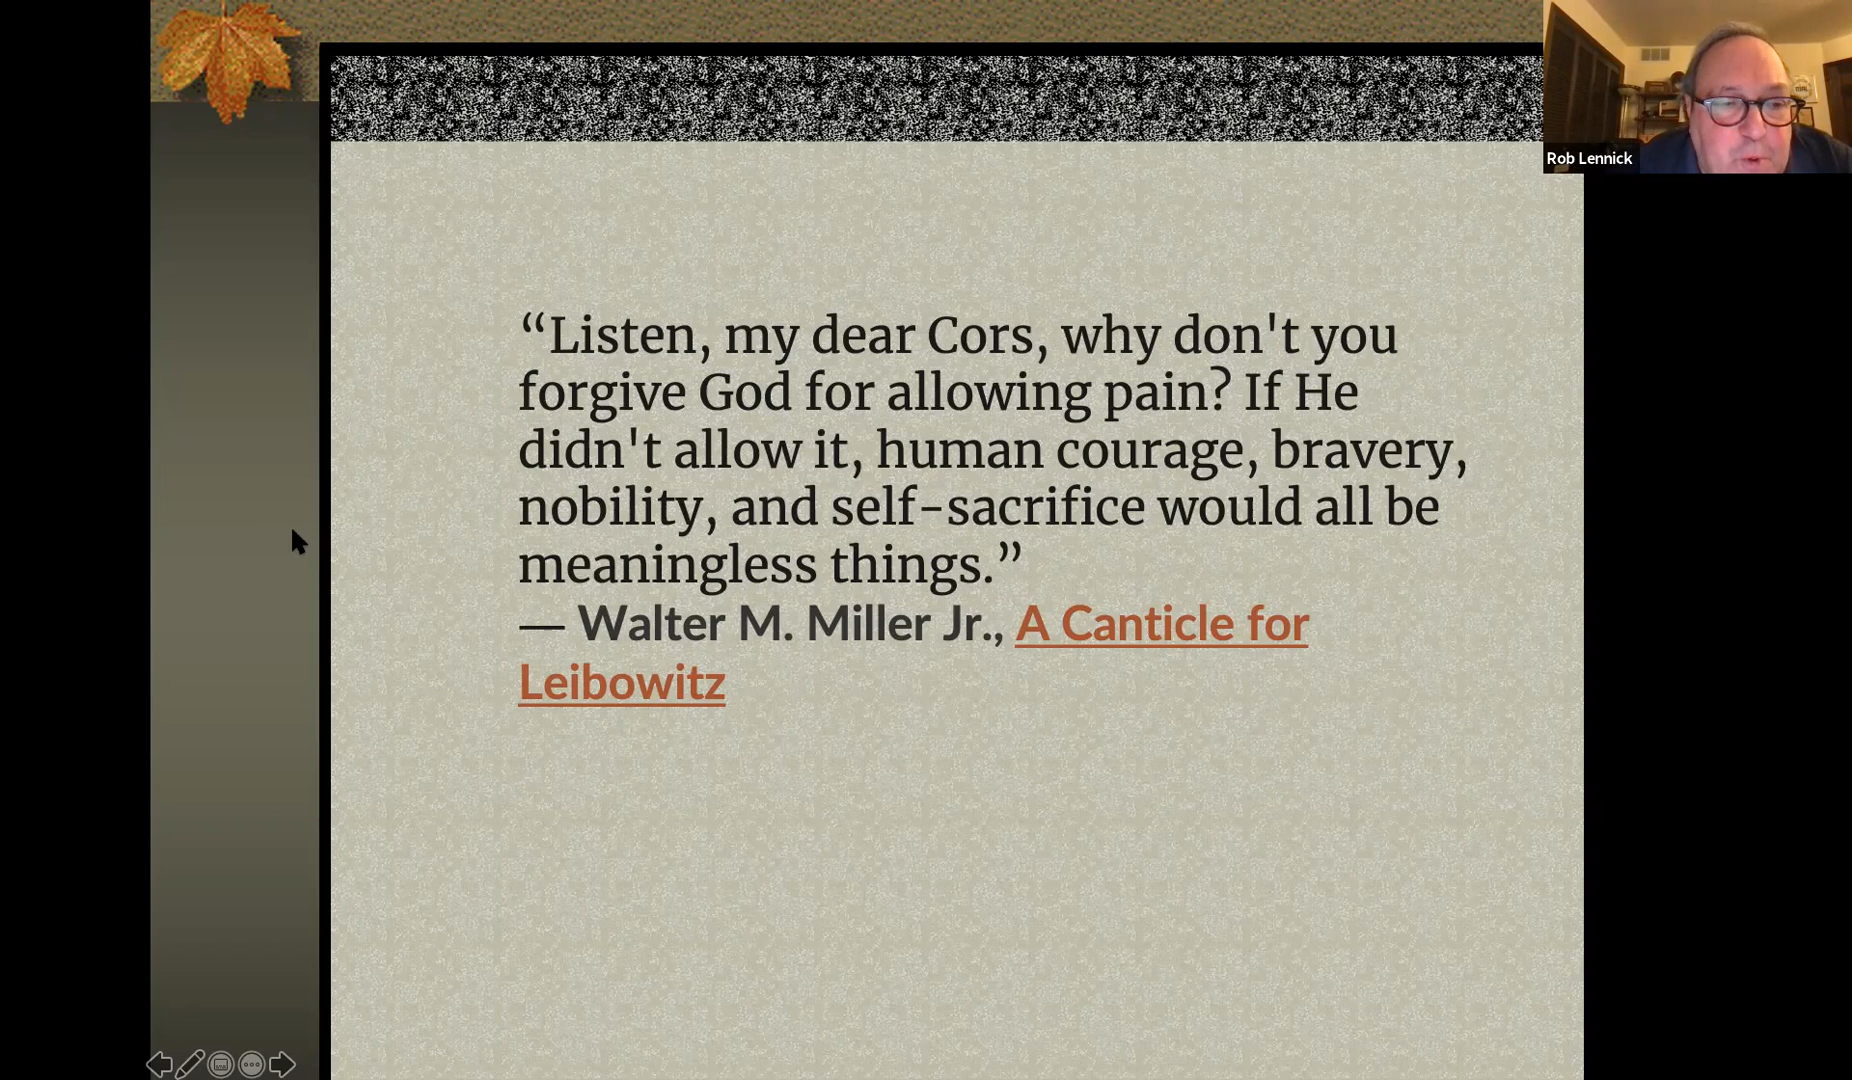 Rob Lennick
“Listen, my dear Cors, why don't you
forgive God for allowing pain? If He
didn't allow it, human courage, bravery,
nobility, and self-sacrifice would all be
meaningless things.”
— Walter M. Miller Jr., A Canticle for
Leibowitz